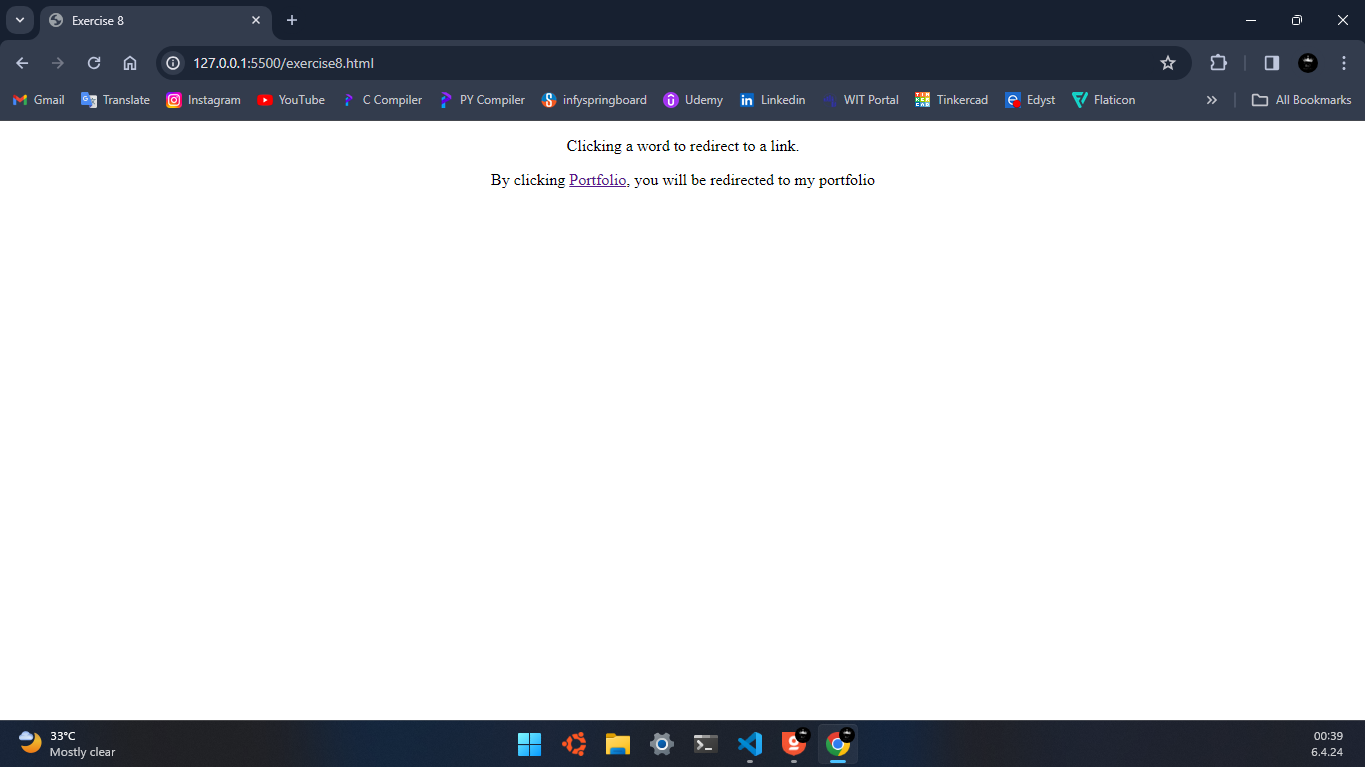 Exercise 8
127.0.0.1:5500/exercise8.html
Gmail Translate Instagram YouTube C Compiler PY Compiler infyspringboard Udemy Linkedin WIT Portal Tinkercad Edyst Flaticon All Bookmarks
Clicking a word to redirect to a link.
By clicking Portfolio, you will be redirected to my portfolio
33°C
Mostly clear
00:39
6.4.24